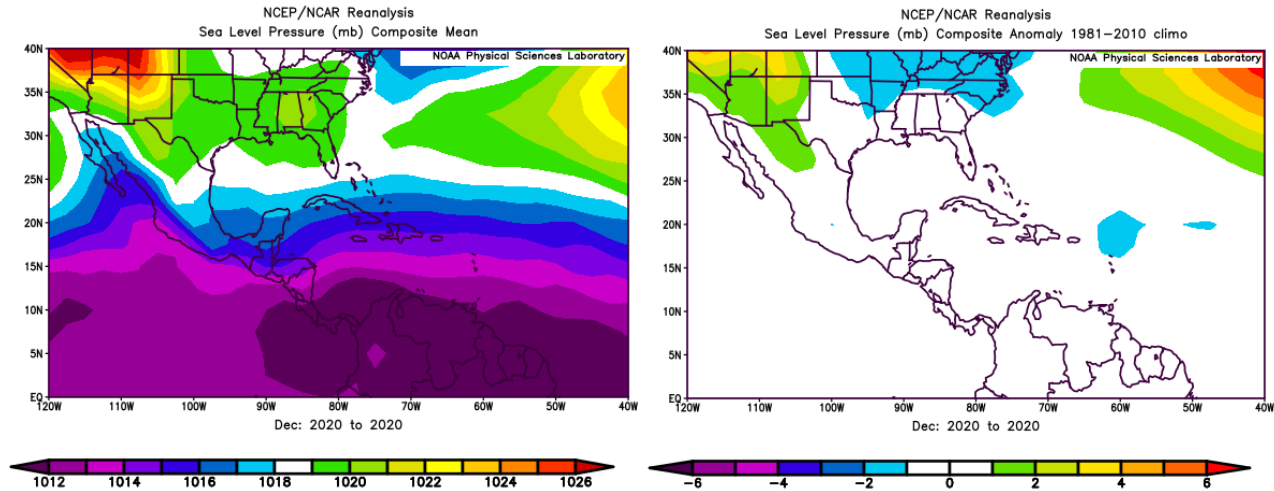 NCEP/NCAR Reanalysis
Sea Level Pressure (mb) Composite Mean
NOAA Physical Sciences Laboratory
40N
35N
30N
25N
20N
15N
10N
5N
EQ
120W 110W 100W 90W 80W 70W 60W 50W 40W
Dec: 2020 to 2020
1012 1014 1016 1018 1020 1022 1024 1026
NCEP/NCAR Reanalysis
Sea Level Pressure (mb) Composite Anomaly 1981–2010 climo
NOAA Physical Sciences Laboratory
40N
35N
30N
25N
20N
15N
10N
5N
EQ
120W 110W 100W 90W 80W 70W 60W 50W 40W
Dec: 2020 to 2020
-6 -4 -2 0 2 4 6